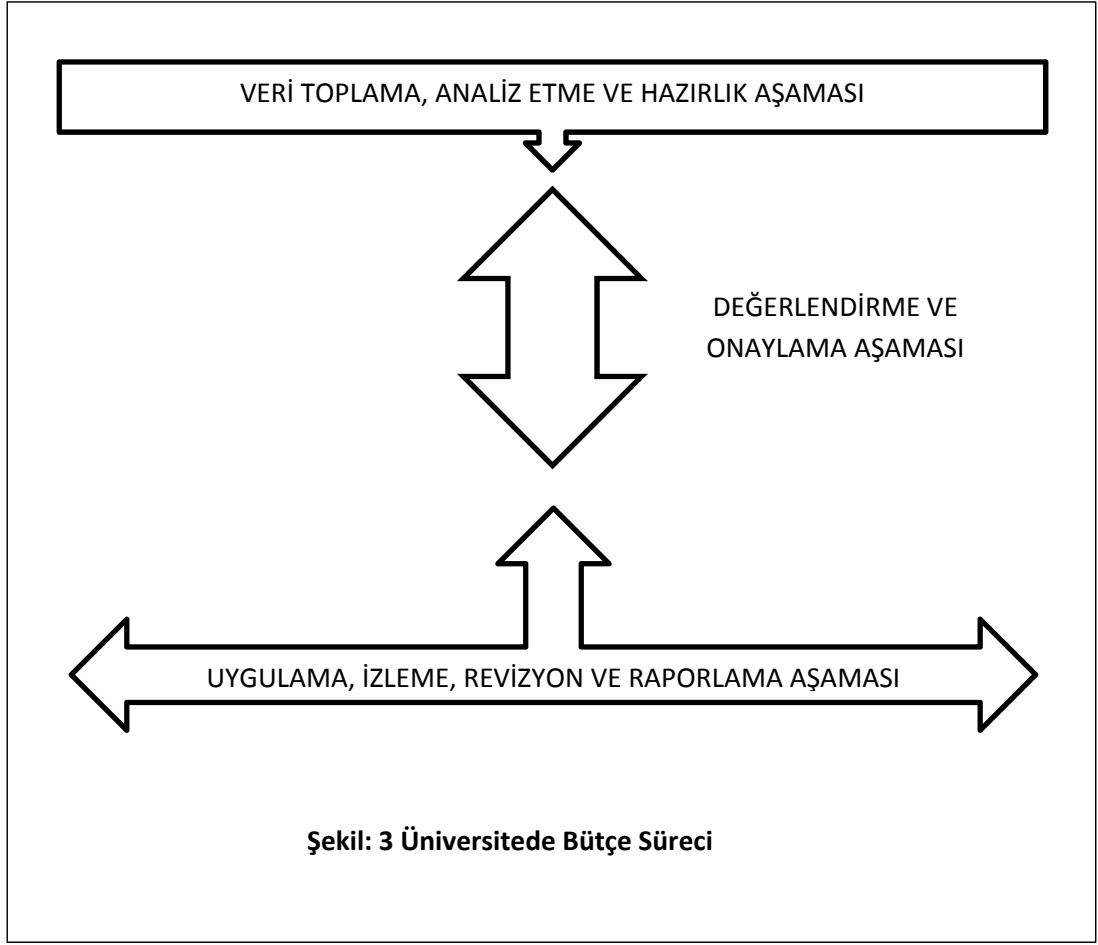 VERİ TOPLAMA, ANALİZ ETME VE HAZIRLIK AŞAMASI
DEĞERLENDİRME VE
ONAYLAMA AŞAMASI
UYGULAMA, İZLEME, REVİZYON VE RAPORLAMA AŞAMASI
Şekil: 3 Üniversitede Bütçe Süreci